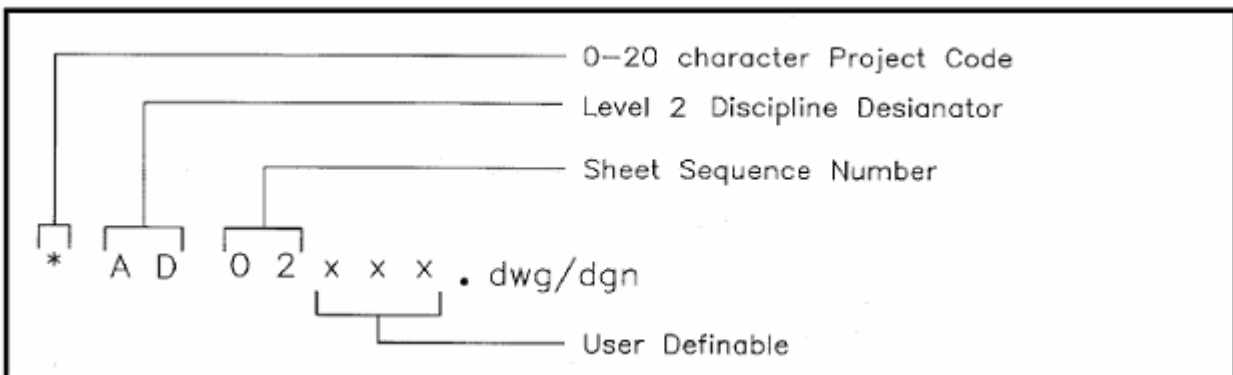 0-20 character Project Code
Level 2 Discipline Desianator
Sheet Sequence Number
* A D 0 2 x x x . dwg/dgn
User Definable